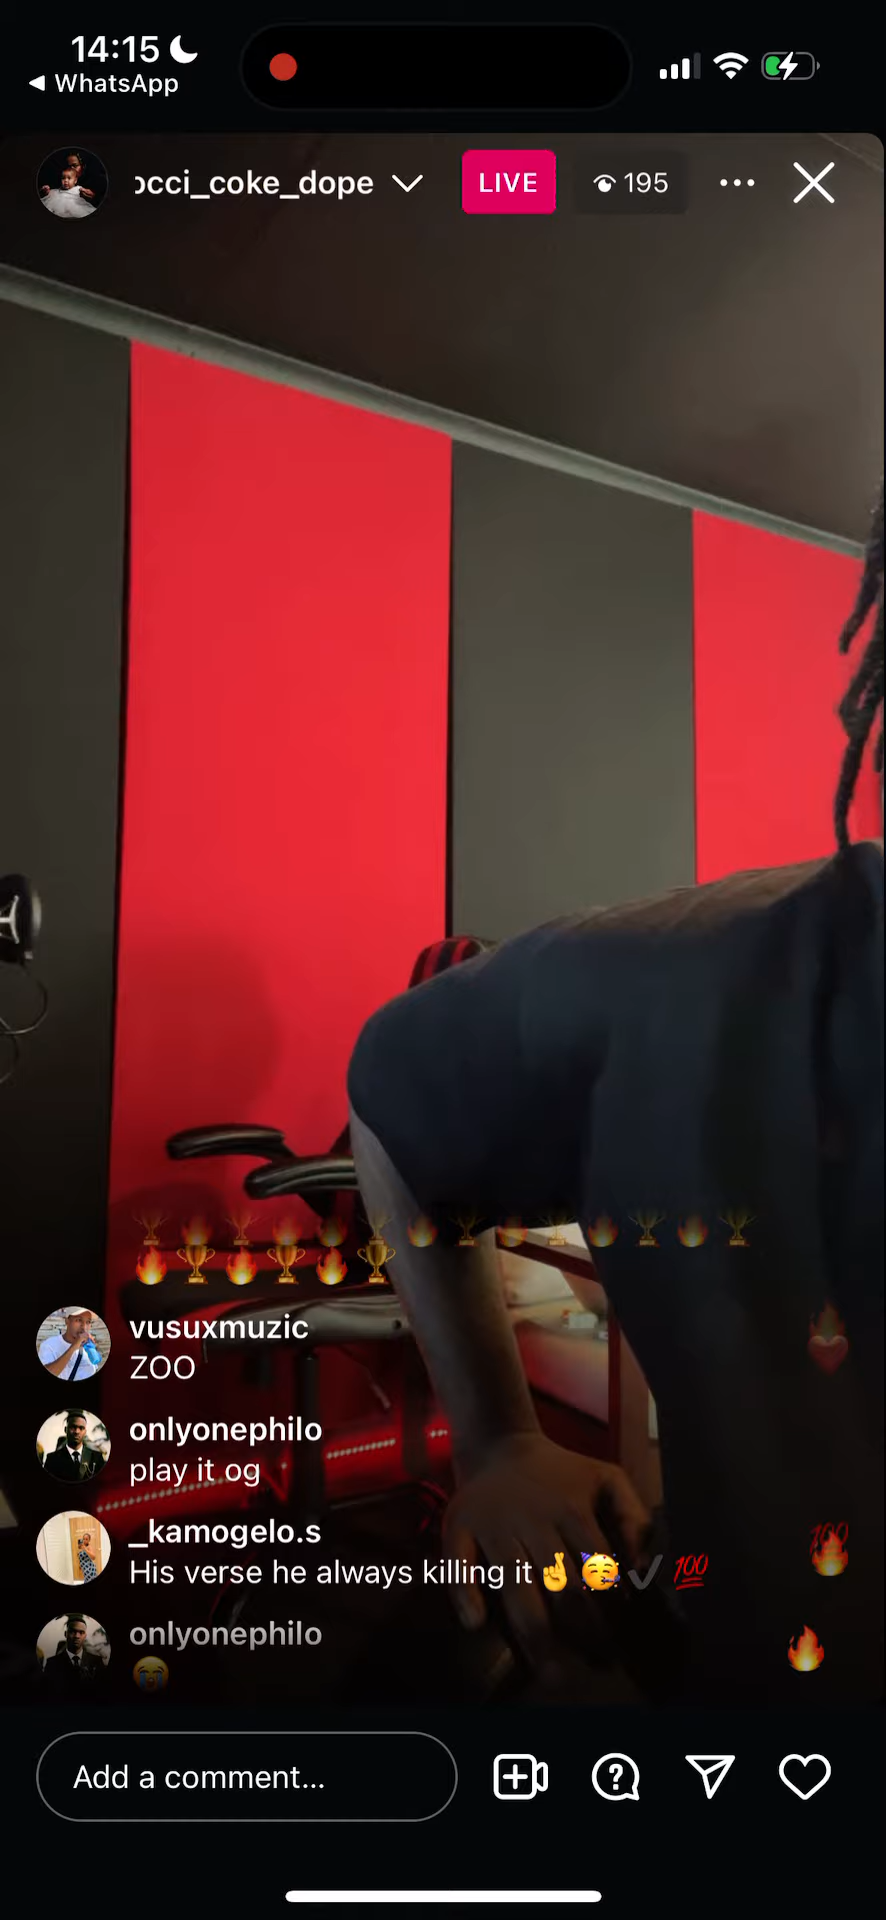 14:15
WhatsApp
occi_coke_dope
LIVE
195
vusuxmuzic
ZOO
onlyonephilo
play it og
_kamogelo.s
His verse he always killing it🤞🥳✔️💯
onlyonephilo
😭
Add a comment...